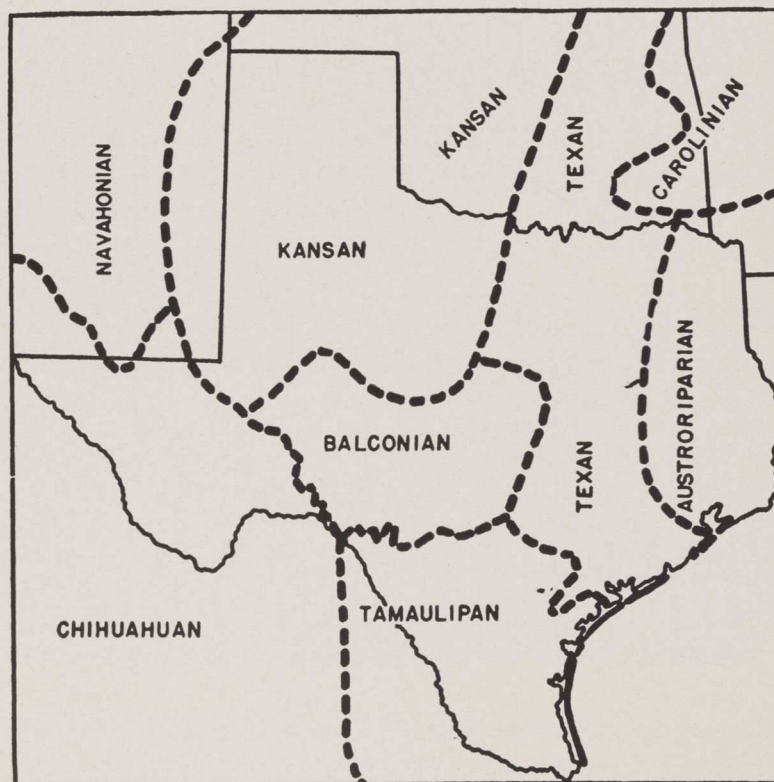 KANSAN
TEXAN
CAROLINIAN
NAVAHONIAN
KANSAN
BALCONIAN
TEXAN
AUSTRORIPARIAN
TAMAULIPAN
CHIHUAHUAN